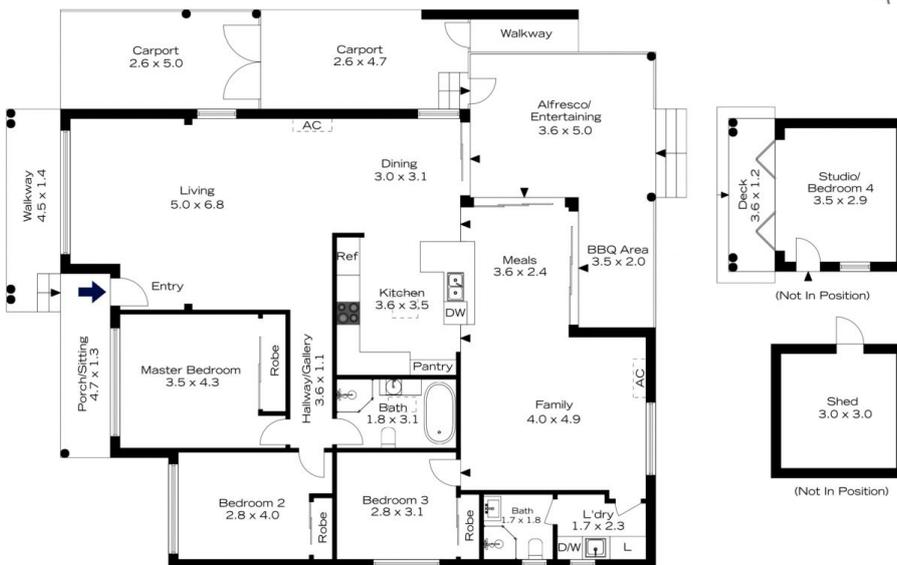 Carport
2.6 x 5.0
Carport
2.6 x 4.7
Walkway
Alfresco/
Entertaining
3.6 x 5.0
AC
Dining
3.0 x 3.1
Living
5.0 x 6.8
Walkway
4.5 x 1.4
Entry
Ref
Kitchen
3.6 x 3.5
DW
Pantry
Meals
3.6 x 2.4
BBQ Area
3.5 x 2.0
Deck
3.6 x 1.2
Studio/
Bedroom 4
3.5 x 2.9
(Not In Position)
Porch/Sitting
4.7 x 1.3
Master Bedroom
3.5 x 4.3
Robe
Hallway/Gallery
3.6 x 1.1
Bath
1.8 x 3.1
Family
4.0 x 4.9
AC
Shed
3.0 x 3.0
(Not In Position)
Bedroom 2
2.8 x 4.0
Robe
Bedroom 3
2.8 x 3.1
Robe
Bath
1.7 x 1.8
L'dry
1.7 x 2.3
D/W
L